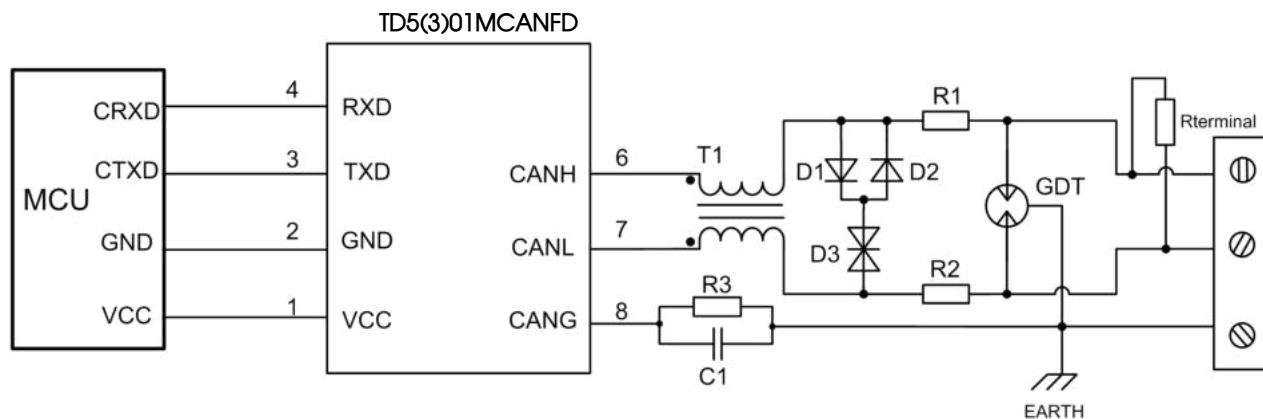 TD5(3)01MCANFD
MCU
CRXD
CTXD
GND
VCC
4
3
2
1
RXD
TXD
GND
VCC
CANH
CANL
CANG
6
7
8
T1
D1
D2
D3
R1
R2
R3
C1
GDT
Rterminal
EARTH